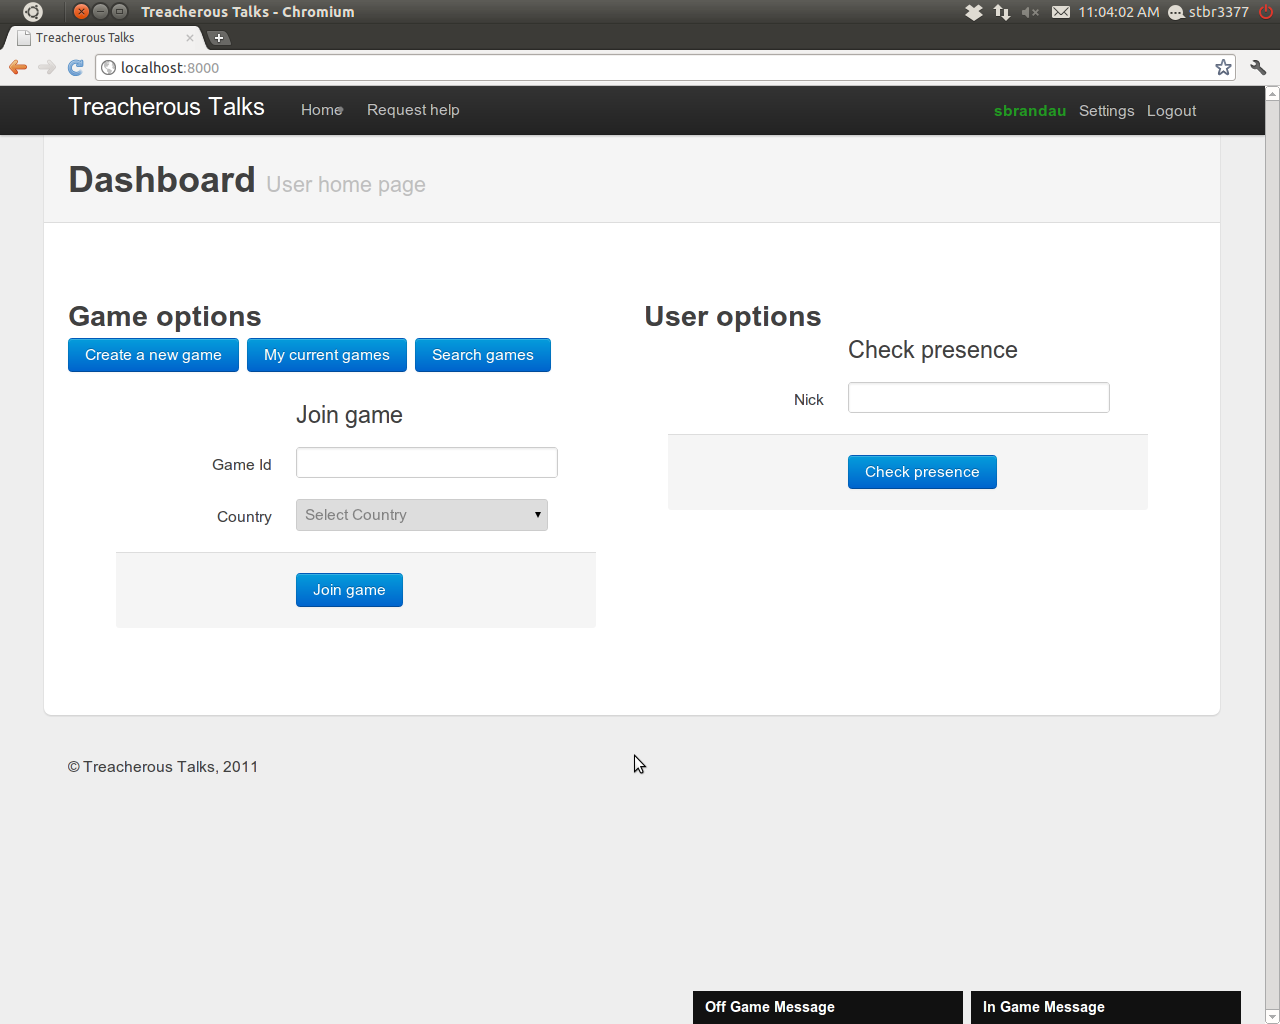 Treacherous Talks - Chromium
11:04:02 AM stbr3377
Treacherous Talks
localhost:8000
Treacherous Talks Home Request help sbrandau Settings Logout
Dashboard User home page
Game options
Create a new game My current games Search games
Join game
Game Id
Country Select Country
Join game
User options
Check presence
Nick
Check presence
© Treacherous Talks, 2011
Off Game Message In Game Message